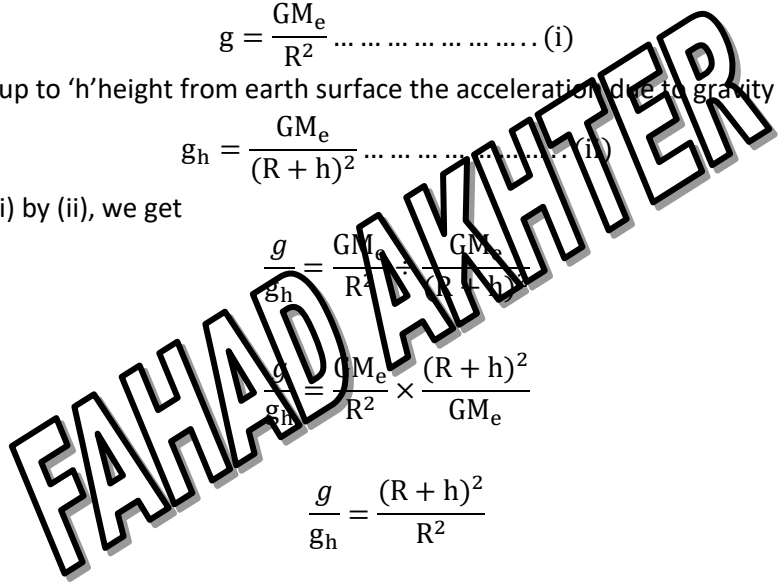 g = GMₑ/R² … … … … … … … . . (i)
up to ‘h’height from earth surface the acceleration due to gravity
gₕ = GMₑ/(R + h)² … … … … … … … . . (ii)
i) by (ii), we get
g/gₕ = GMₑ/R² ÷ GMₑ/(R + h)²
g/gₕ = GMₑ/R² × (R + h)²/GMₑ
g/gₕ = (R + h)²/R²
FAHAD AKHTER